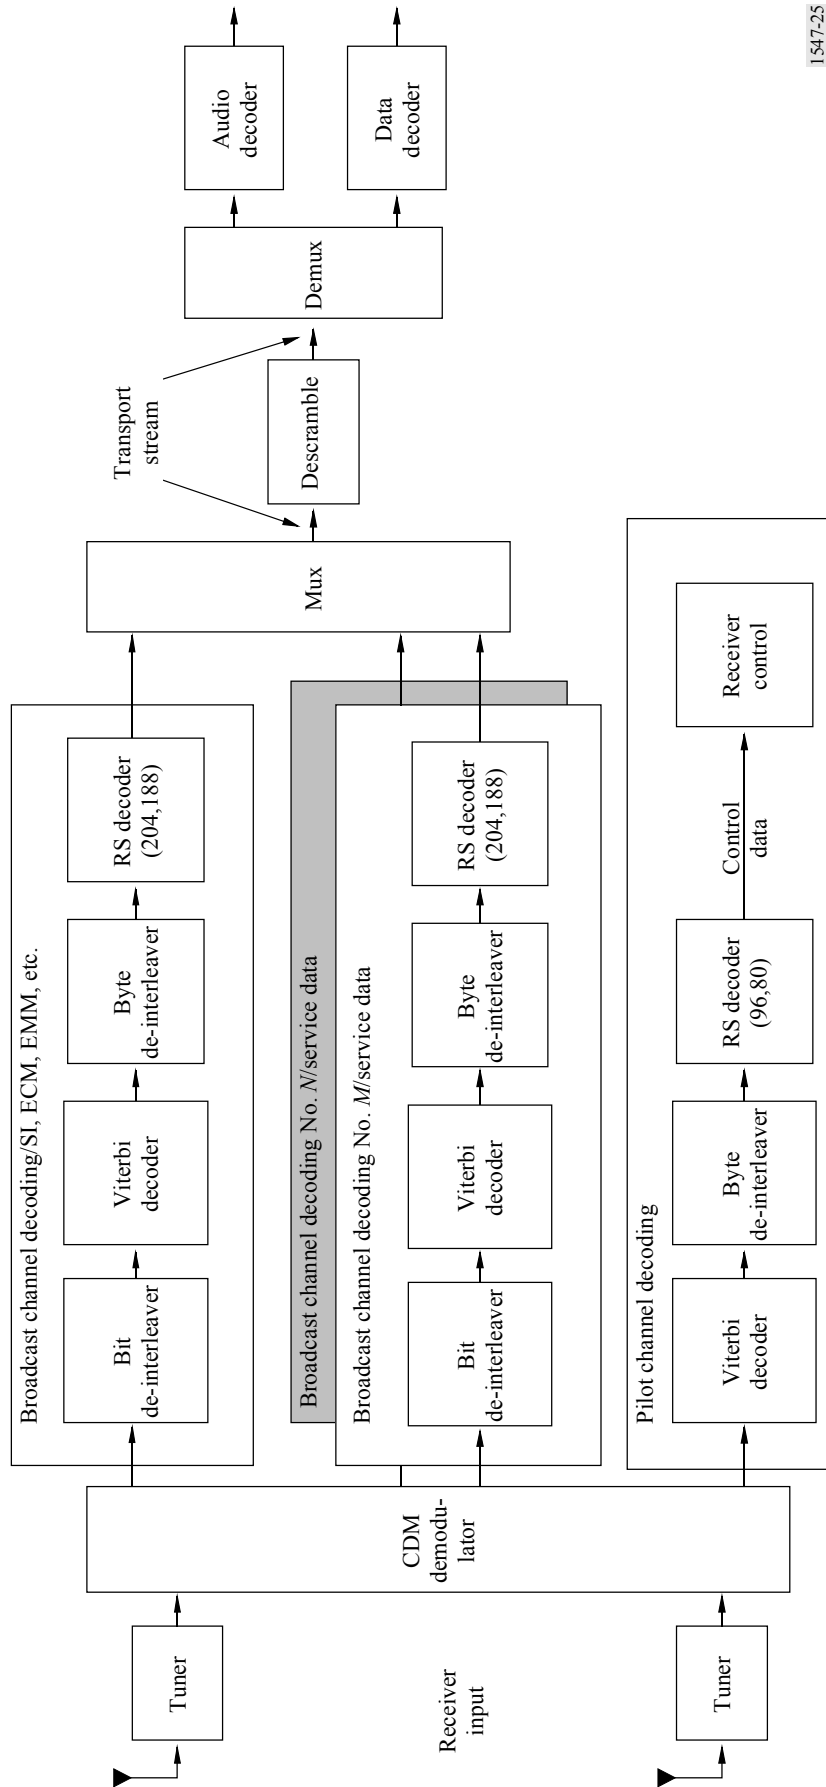 1547-25
Receiver
input
Tuner
Tuner
CDM
demodu-
lator
Broadcast channel decoding/SI, ECM, EMM, etc.
Bit
de-interleaver
Viterbi
decoder
Byte
de-interleaver
RS decoder
(204,188)
Broadcast channel decoding No. N/service data
Broadcast channel decoding No. M/service data
Bit
de-interleaver
Viterbi
decoder
Byte
de-interleaver
RS decoder
(204,188)
Pilot channel decoding
Viterbi
decoder
Byte
de-interleaver
RS decoder
(96,80)
Control
data
Receiver
control
Mux
Transport
stream
Descramble
Demux
Audio
decoder
Data
decoder